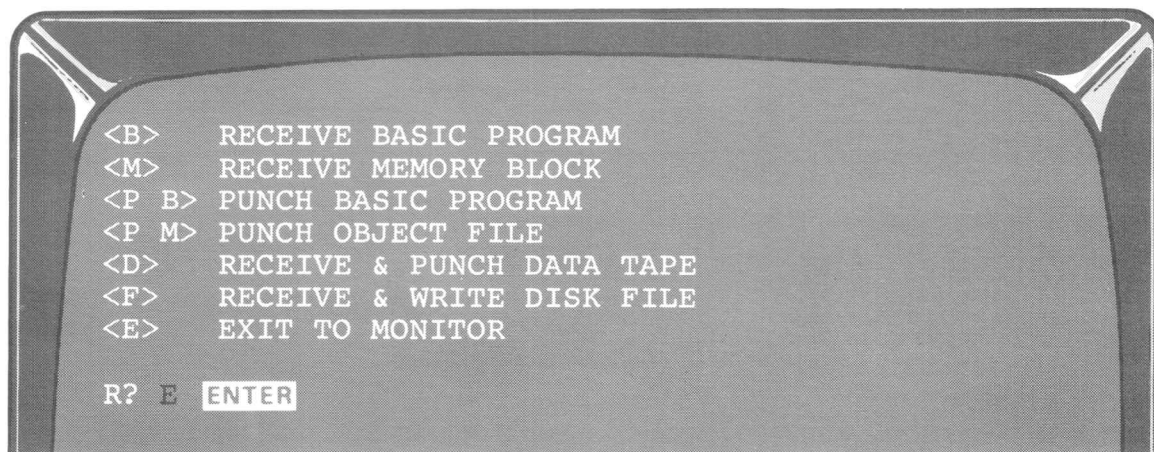 <B> RECEIVE BASIC PROGRAM
<M> RECEIVE MEMORY BLOCK
<P B> PUNCH BASIC PROGRAM
<P M> PUNCH OBJECT FILE
<D> RECEIVE & PUNCH DATA TAPE
<F> RECEIVE & WRITE DISK FILE
<E> EXIT TO MONITOR
R? E ENTER